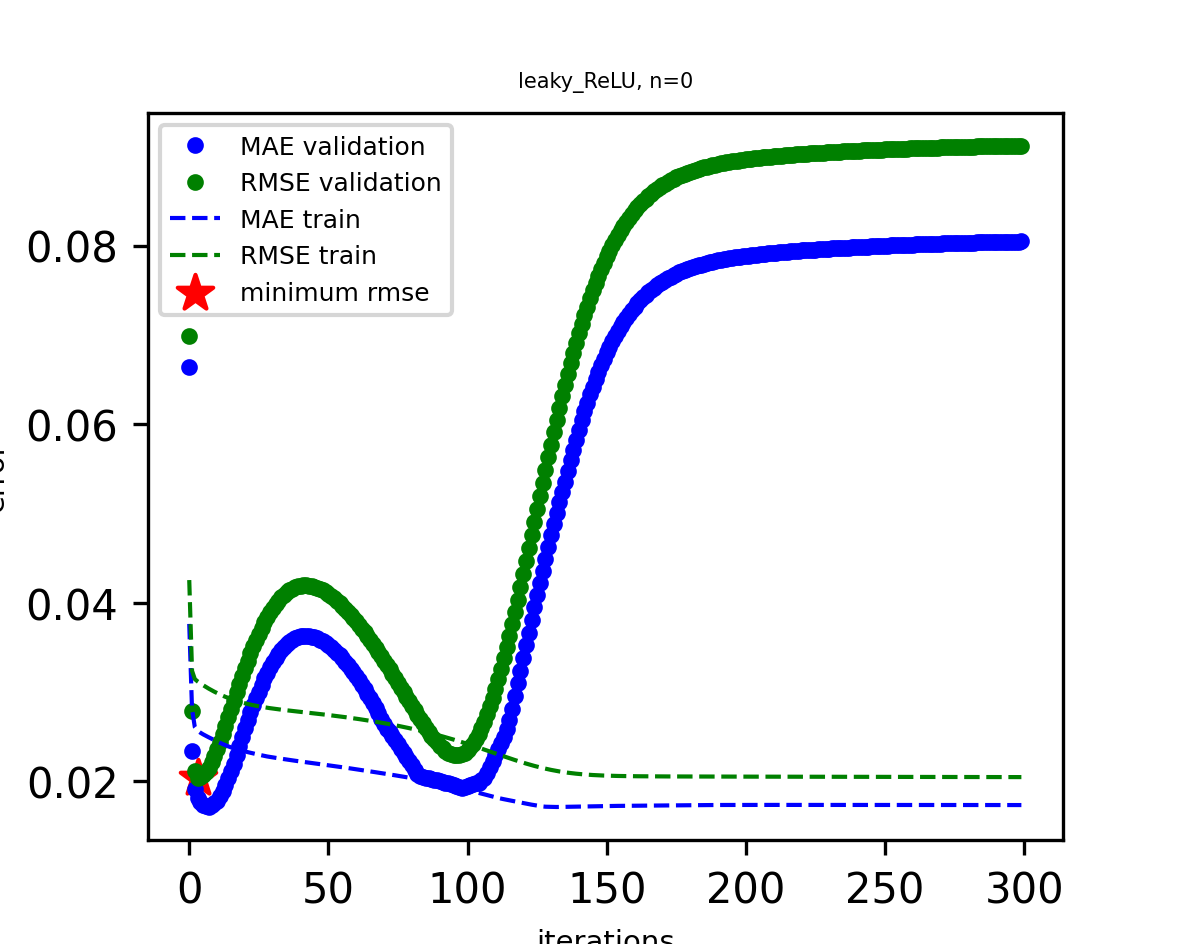 leaky_ReLU, n=0
MAE validation
RMSE validation
MAE train
RMSE train
minimum rmse
0.08
0.06
0.04
0.02
0 50 100 150 200 250 300
iterations